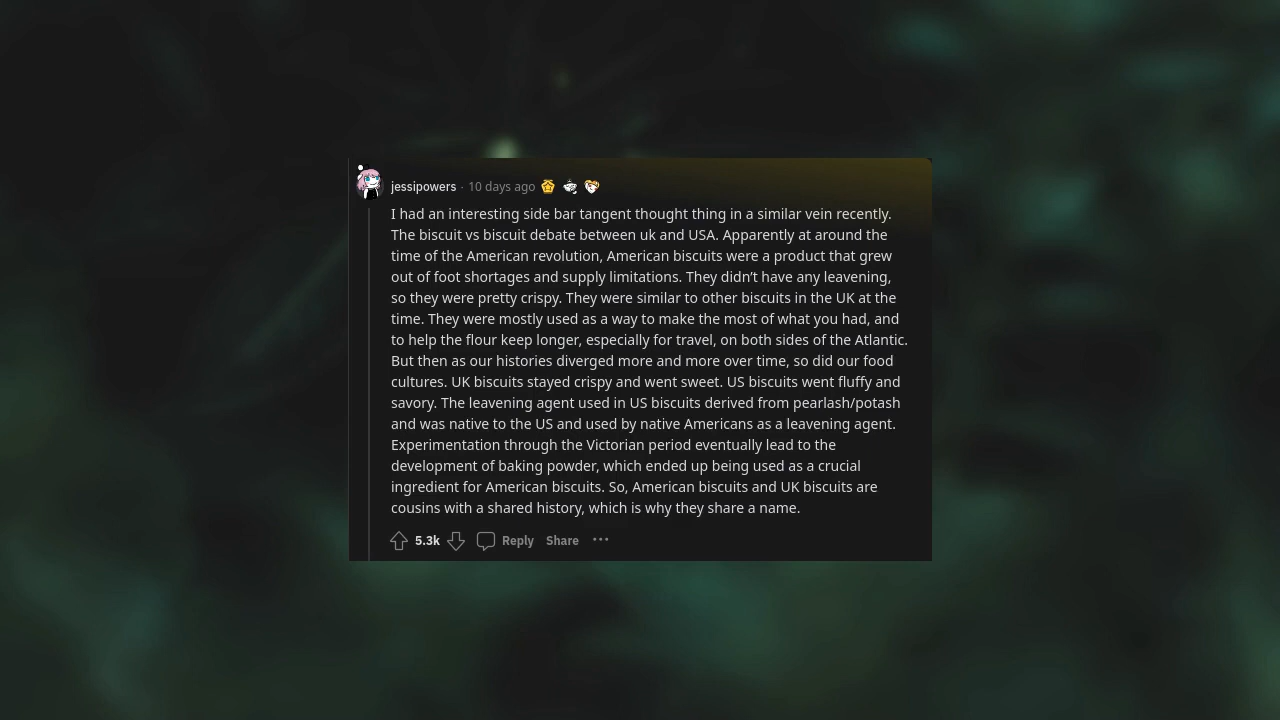 jessipowers · 10 days ago
I had an interesting side bar tangent thought thing in a similar vein recently.
The biscuit vs biscuit debate between uk and USA. Apparently at around the
time of the American revolution, American biscuits were a product that grew
out of foot shortages and supply limitations. They didn’t have any leavening,
so they were pretty crispy. They were similar to other biscuits in the UK at the
time. They were mostly used as a way to make the most of what you had, and
to help the flour keep longer, especially for travel, on both sides of the Atlantic.
But then as our histories diverged more and more over time, so did our food
cultures. UK biscuits stayed crispy and went sweet. US biscuits went fluffy and
savory. The leavening agent used in US biscuits derived from pearlash/potash
and was native to the US and used by native Americans as a leavening agent.
Experimentation through the Victorian period eventually lead to the
development of baking powder, which ended up being used as a crucial
ingredient for American biscuits. So, American biscuits and UK biscuits are
cousins with a shared history, which is why they share a name.
5.3k Reply Share ···